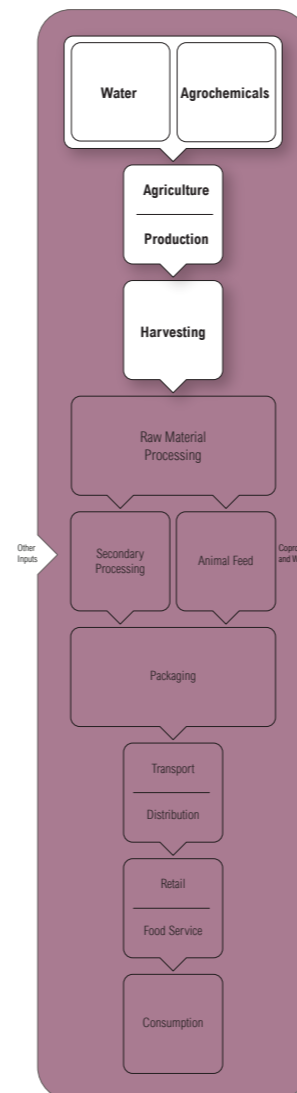 Water
Agrochemicals
Agriculture
Production
Harvesting
Raw Material
Processing
Other
Inputs
Secondary
Processing
Animal Feed
Packaging
Transport
Distribution
Retail
Food Service
Consumption